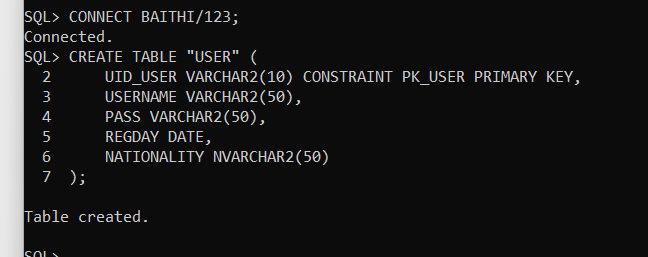 SQL> CONNECT BAITHI/123;
Connected.
SQL> CREATE TABLE "USER" (
  2      UID_USER VARCHAR2(10) CONSTRAINT PK_USER PRIMARY KEY,
  3      USERNAME VARCHAR2(50),
  4      PASS VARCHAR2(50),
  5      REGDAY DATE,
  6      NATIONALITY NVARCHAR2(50)
  7  );
Table created.
SQL>